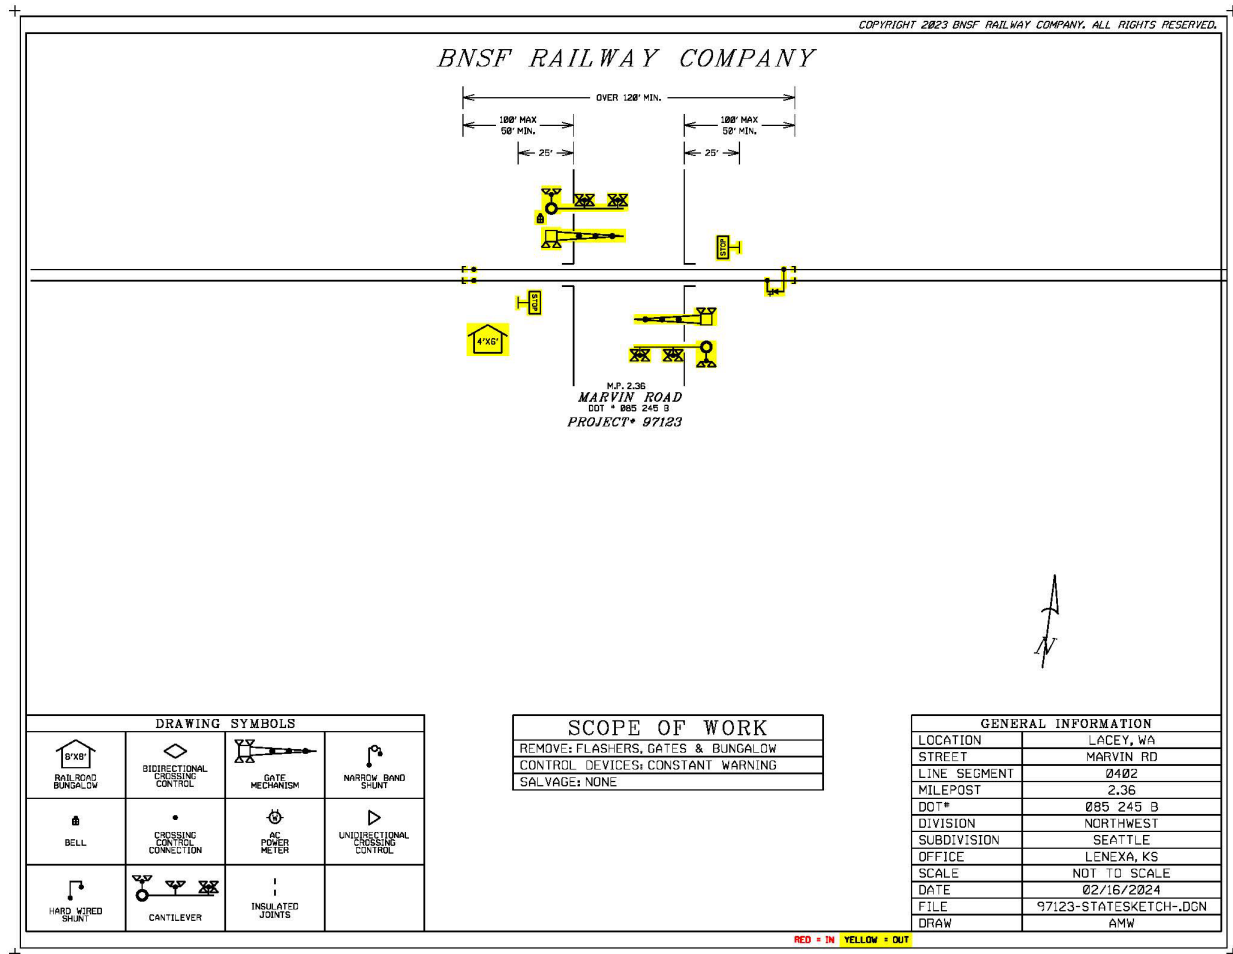 COPYRIGHT 2023 BNSF RAILWAY COMPANY. ALL RIGHTS RESERVED.
BNSF RAILWAY COMPANY
OVER 120' MIN.
100' MAX
50' MIN.
100' MAX
50' MIN.
25'
25'
STOP
STOP
4'X6'
M.P. 2.36
MARVIN ROAD
DOT # 085 245 B
PROJECT# 97123
N
DRAWING SYMBOLS
8'X8'
RAILROAD
BUNGALOW
BIDIRECTIONAL
CROSSING
CONTROL
GATE
MECHANISM
NARROW BAND
SHUNT
BELL
CROSSING
CONTROL
CONNECTION
W
AC
POWER
METER
UNIDIRECTIONAL
CROSSING
CONTROL
HARD WIRED
SHUNT
CANTILEVER
INSULATED
JOINTS
SCOPE OF WORK
REMOVE: FLASHERS, GATES & BUNGALOW
CONTROL DEVICES: CONSTANT WARNING
SALVAGE: NONE
GENERAL INFORMATION
LOCATION LACEY, WA
STREET MARVIN RD
LINE SEGMENT 0402
MILEPOST 2.36
DOT# 085 245 B
DIVISION NORTHWEST
SUBDIVISION SEATTLE
OFFICE LENEXA, KS
SCALE NOT TO SCALE
DATE 02/16/2024
FILE 97123-STATESKETCH-.DGN
DRAW AMW
RED = IN YELLOW = OUT